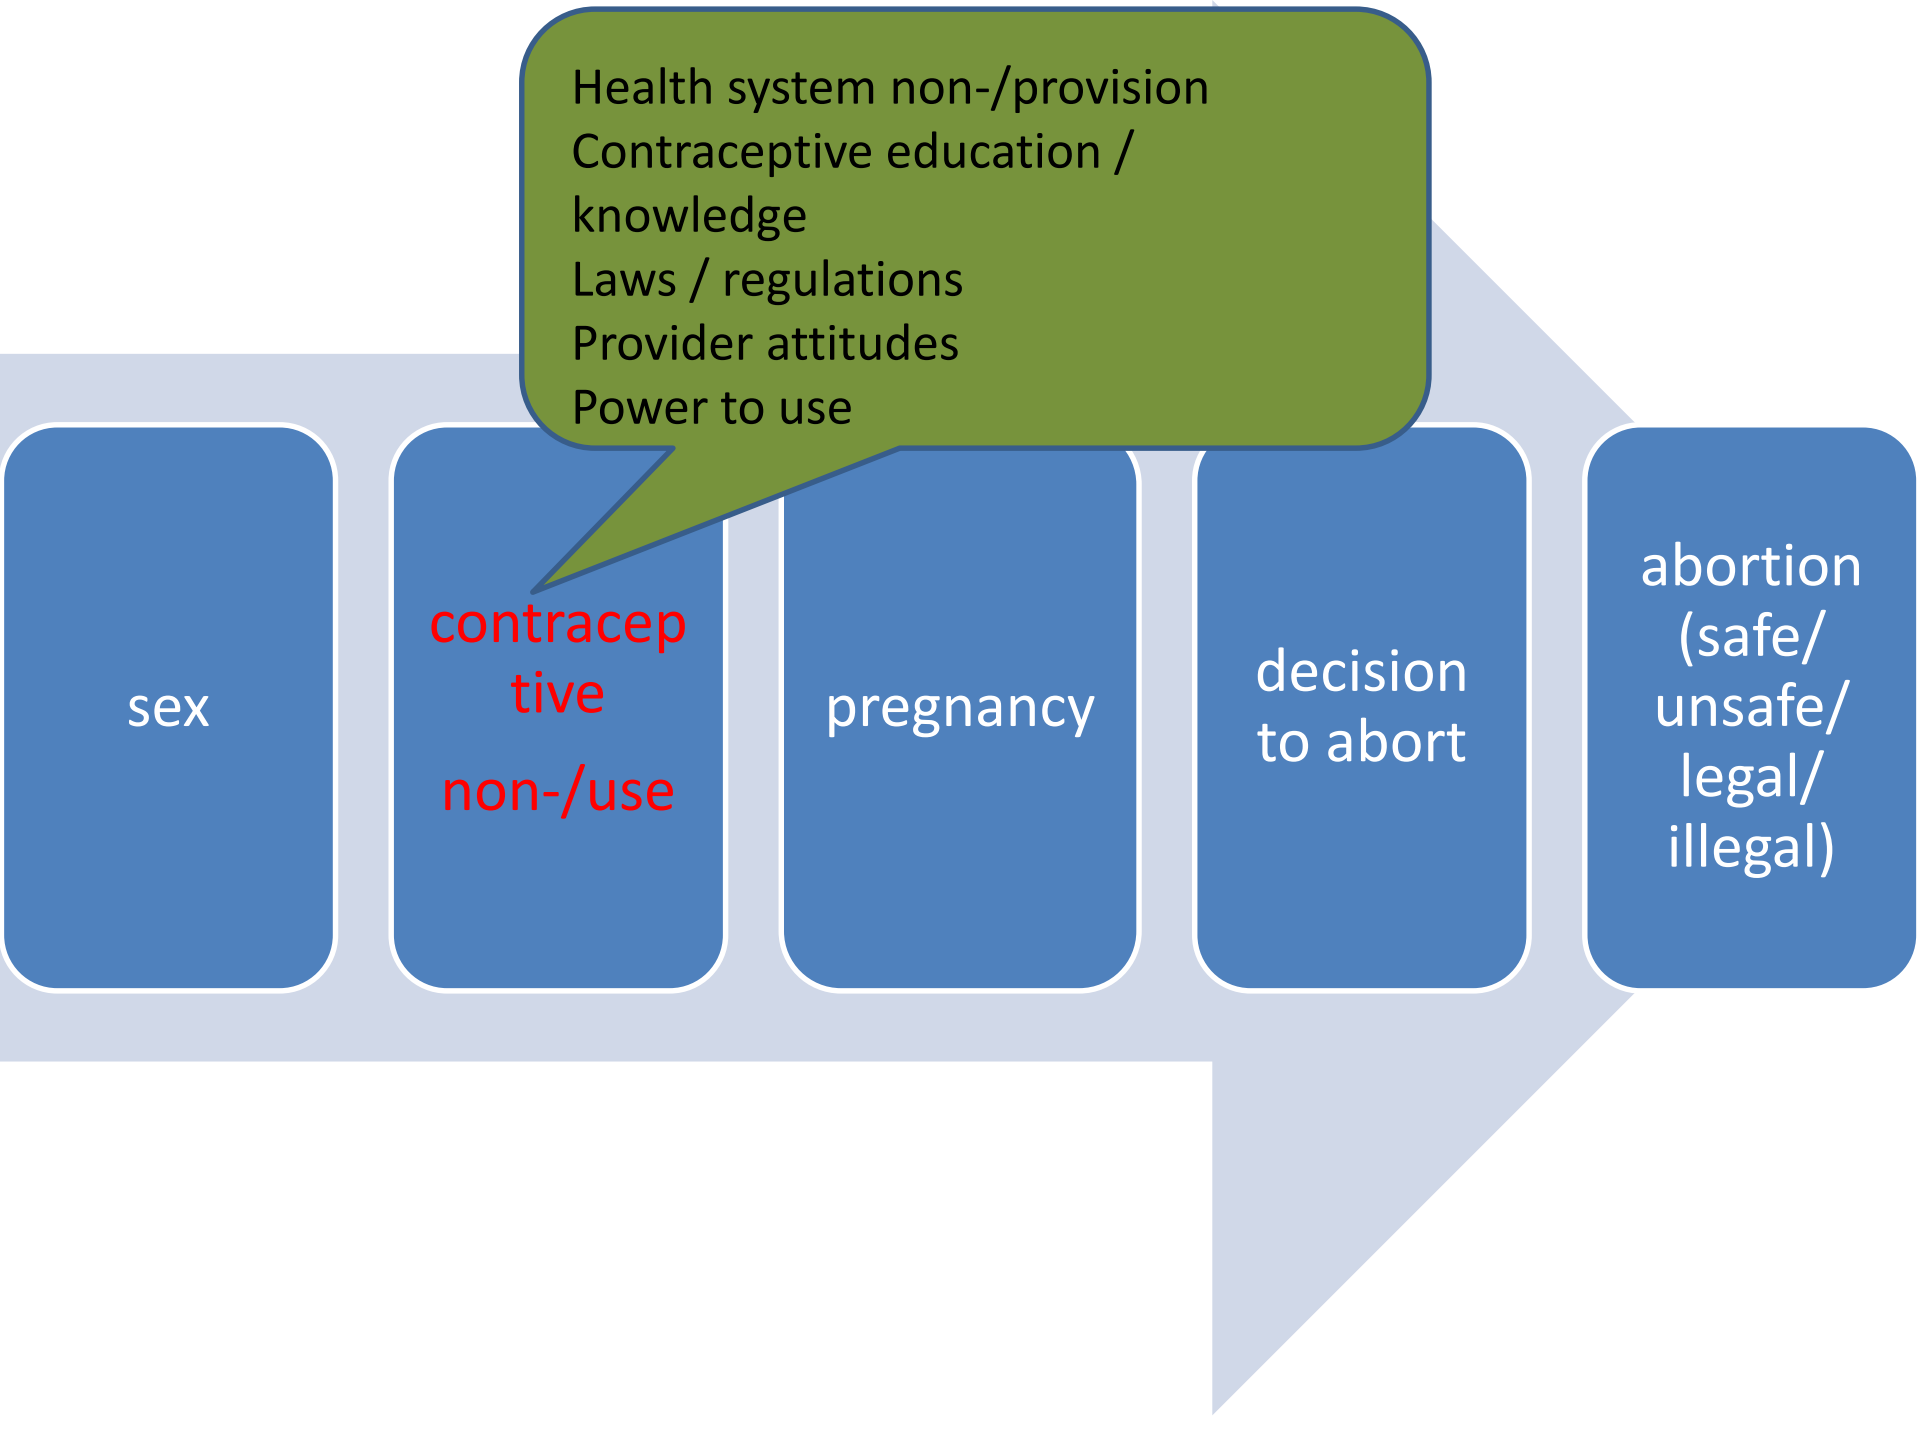 Health system non-/provision
Contraceptive education /
knowledge
Laws / regulations
Provider attitudes
Power to use
sex
contracep
tive
non-/use
pregnancy
decision
to abort
abortion
(safe/
unsafe/
legal/
illegal)